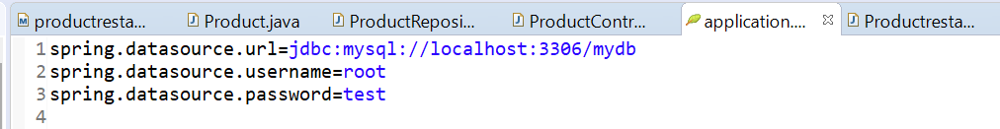 productresta... Product.java ProductReposi... ProductContr... application.... Productresta...
1 spring.datasource.url=jdbc:mysql://localhost:3306/mydb
2 spring.datasource.username=root
3 spring.datasource.password=test
4